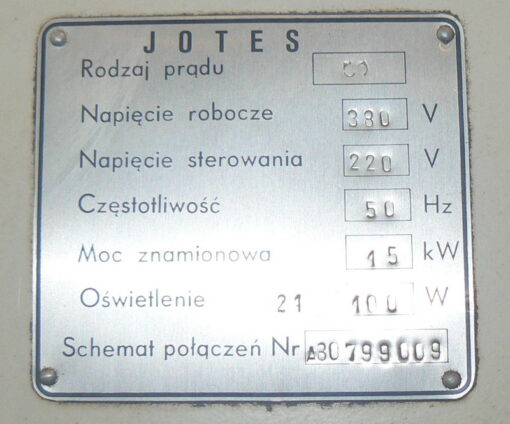 JOTES
Rodzaj prądu
Napięcie robocze 380 V
Napięcie sterowania 220 V
Częstotliwość 50 Hz
Moc znamionowa 15 kW
Oświetlenie 21 100 W
Schemat połączeń Nr A30799009